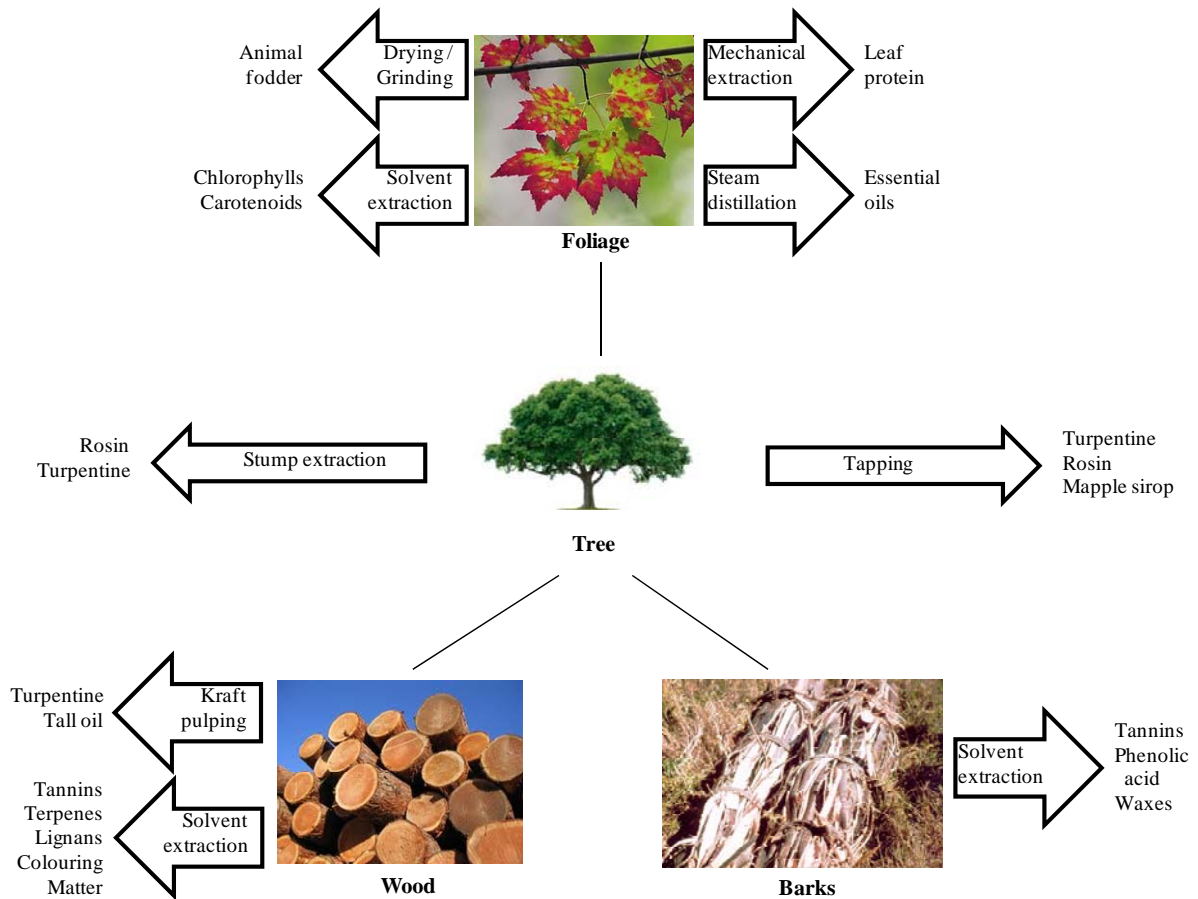 Animal
fodder
Drying /
Grinding
Mechanical
extraction
Leaf
protein
Chlorophylls
Carotenoids
Solvent
extraction
Steam
distillation
Essential
oils
Foliage
Rosin
Turpentine
Stump extraction
Tapping
Turpentine
Rosin
Mapple sirop
Tree
Turpentine
Tall oil
Kraft
pulping
Tannins
Terpenes
Lignans
Colouring
Matter
Solvent
extraction
Wood
Solvent
extraction
Tannins
Phenolic
acid
Waxes
Barks